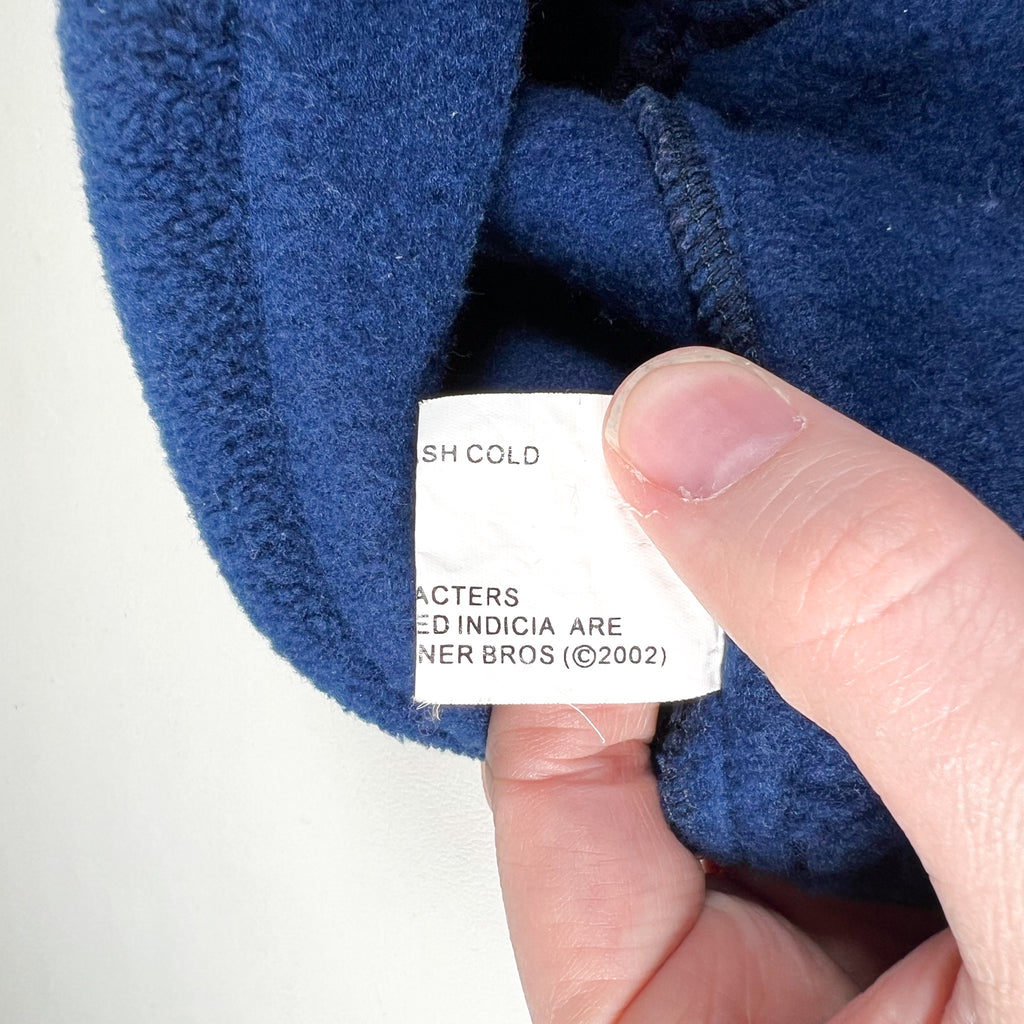 SH COLD
ACTERS
ED INDICIA ARE
NER BROS (©2002)